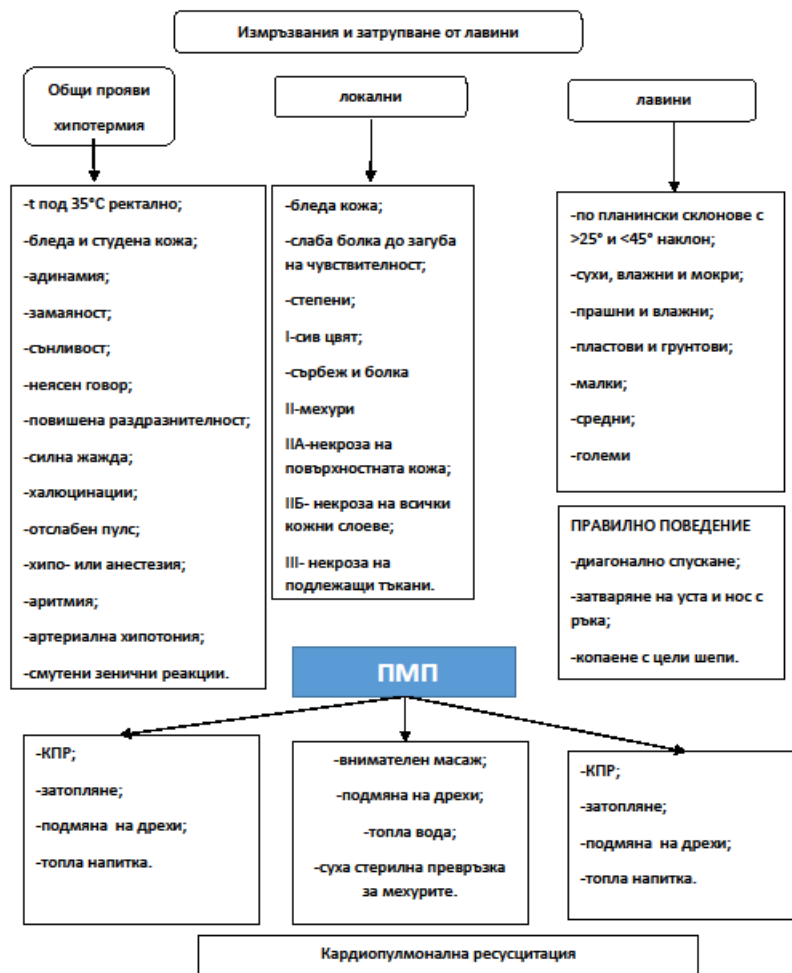 Измръзвания и затрупване от лавини
Общи прояви
хипотермия
локални
лавини
-t под 35°C ректално;
-бледа и студена кожа;
-адинамия;
-замаяност;
-сънливост;
-неясен говор;
-повишена раздразнителност;
-силна жажда;
-халюцинации;
-отслабен пулс;
-хипо- или анестезия;
-аритмия;
-артериална хипотония;
-смутени зенични реакции.
-бледа кожа;
-слаба болка до загуба
на чувствителност;
-степени;
I-сив цвят;
-сърбеж и болка
II-мехури
IIА-некроза на
повърхностната кожа;
IIБ- некроза на всички
кожни слоеве;
III- некроза на
подлежащи тъкани.
-по планински склонове с
>25° и <45° наклон;
-сухи, влажни и мокри;
-прашни и влажни;
-пластови и грунтови;
-малки;
-средни;
-големи
ПРАВИЛНО ПОВЕДЕНИЕ
-диагонално спускане;
-затваряне на уста и нос с
ръка;
-копаене с цели шепи.
ПМП
-КПР;
-затопляне;
-подмяна на дрехи;
-топла напитка.
-внимателен масаж;
-подмяна на дрехи;
-топла вода;
-суха стерилна превръзка
за мехурите.
-КПР;
-затопляне;
-подмяна на дрехи;
-топла напитка.
Кардиопулмонална ресусцитация